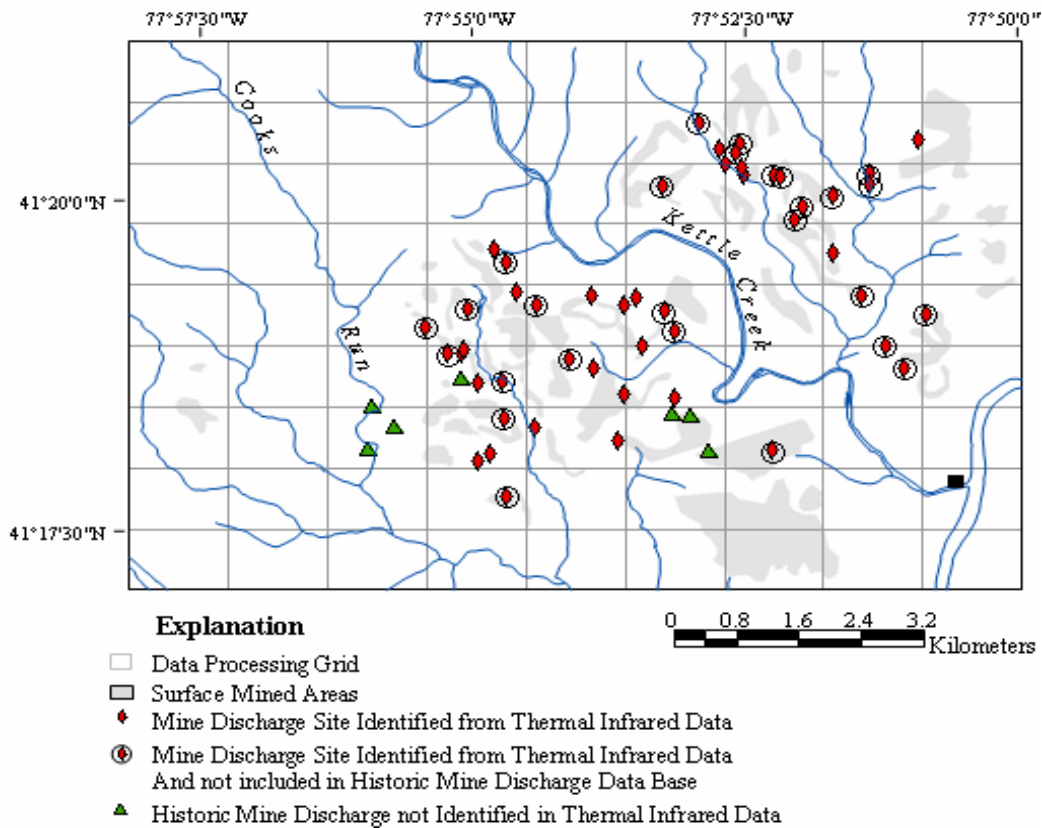 77°57'30"W 77°55'0"W 77°52'30"W 77°50'0"
Cooks Run
41°20'0"N
Kettle Creek
41°17'30"N
Explanation
0 0.8 1.6 2.4 3.2
Kilometers
Data Processing Grid
Surface Mined Areas
Mine Discharge Site Identified from Thermal Infrared Data
Mine Discharge Site Identified from Thermal Infrared Data
And not included in Historic Mine Discharge Data Base
Historic Mine Discharge not Identified in Thermal Infrared Data